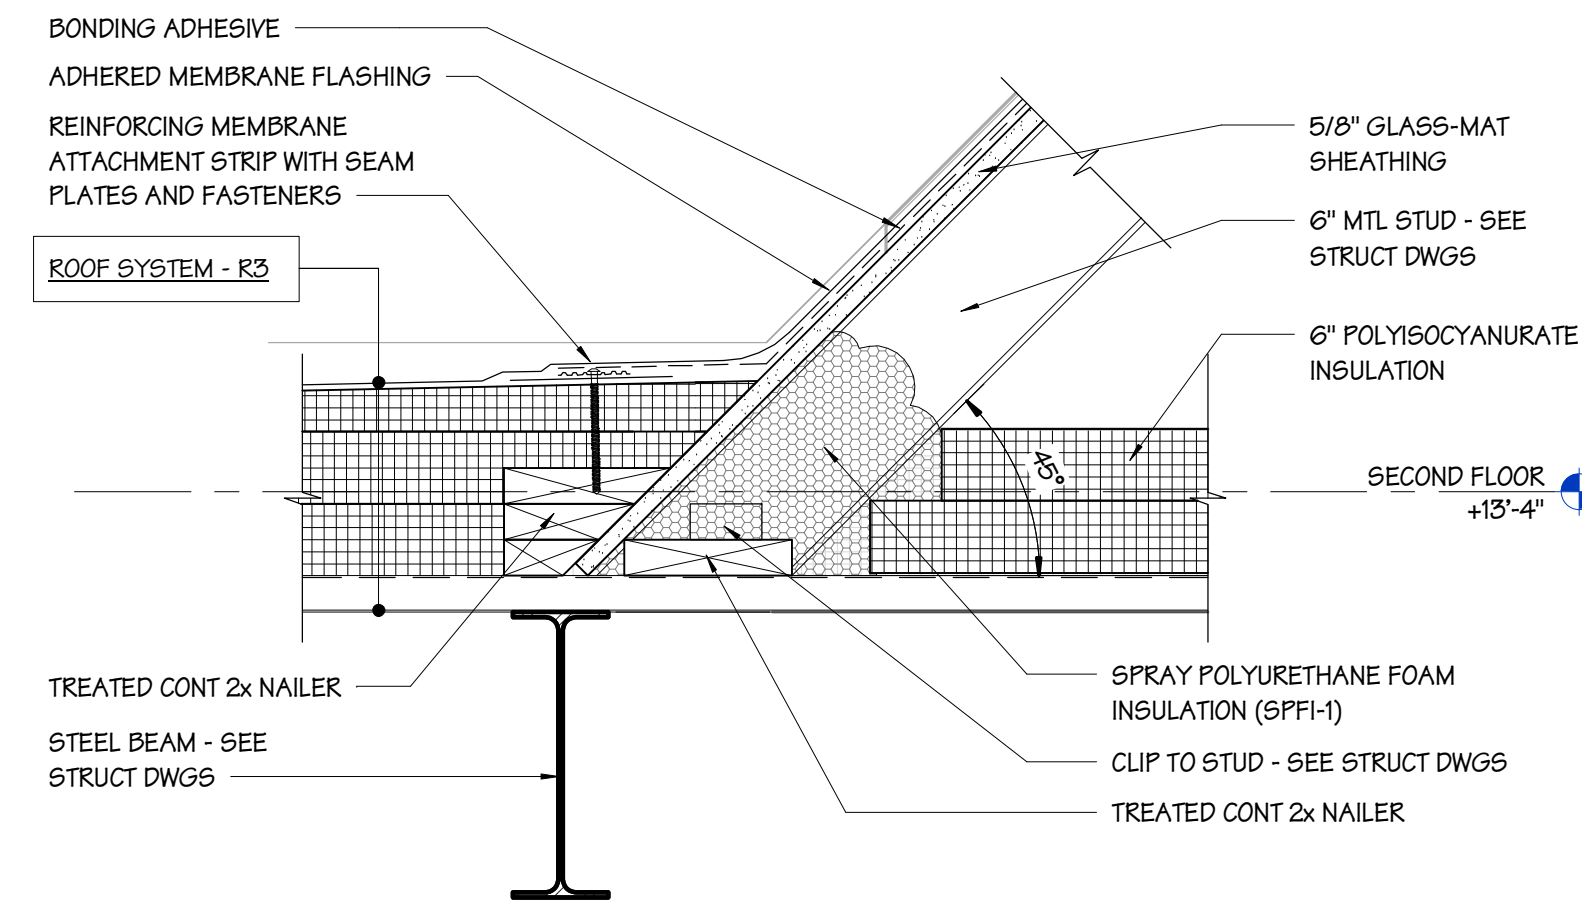 BONDING ADHESIVE
ADHERED MEMBRANE FLASHING
REINFORCING MEMBRANE
ATTACHMENT STRIP WITH SEAM
PLATES AND FASTENERS
ROOF SYSTEM - R3
TREATED CONT 2x NAILER
STEEL BEAM - SEE
STRUCT DWGS
5/8" GLASS-MAT
SHEATHING
6" MTL STUD - SEE
STRUCT DWGS
6" POLYISOCYANURATE
INSULATION
45°
SECOND FLOOR
+13'-4"
SPRAY POLYURETHANE FOAM
INSULATION (SPFI-1)
CLIP TO STUD - SEE STRUCT DWGS
TREATED CONT 2x NAILER